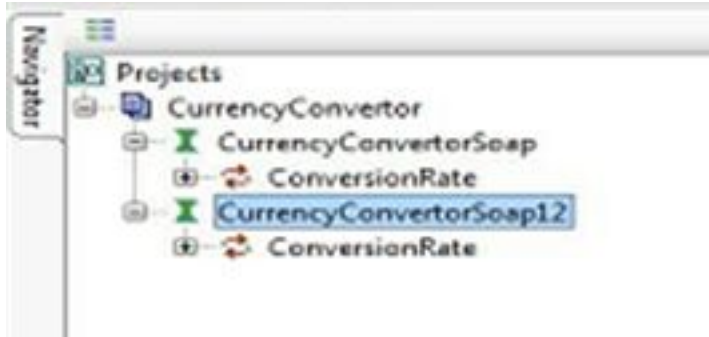 Navigator
Projects
CurrencyConvertor
CurrencyConvertorSoap
ConversionRate
CurrencyConvertorSoap12
ConversionRate